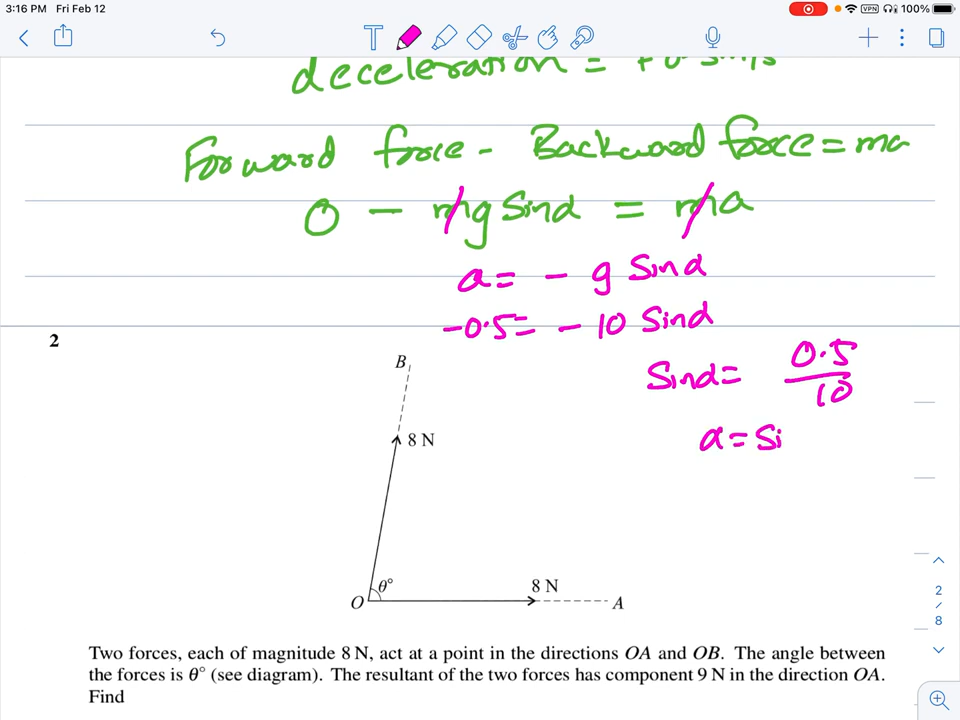 3:16 PM Fri Feb 12
VPN 100%
T
deceleration =
Forward force - Backward force = ma
0 - mg Sinα = ma
a = - g Sinα
-0.5 = - 10 Sinα
2
Sinα = 0.5
10
α = Si
B
8 N
θ°
8 N
O
A
2
/
8
Two forces, each of magnitude 8 N, act at a point in the directions OA and OB. The angle between
the forces is θ° (see diagram). The resultant of the two forces has component 9 N in the direction OA.
Find